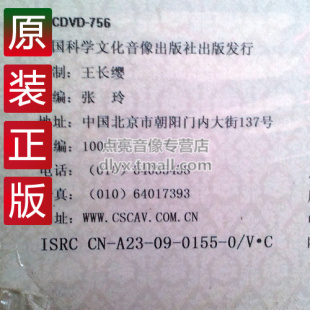 原装正版
CDVD-756
国科学文化音像出版社出版发行
制：王长缨
编：张 玲
地址：中国北京市朝阳门内大街137号
编：100
点亮音像专营店
dlyx.tmall.com
电话：(010)
真：(010) 64017393
址：WWW.CSCAV.COM.CN
ISRC CN-A23-09-0155-0/V·C